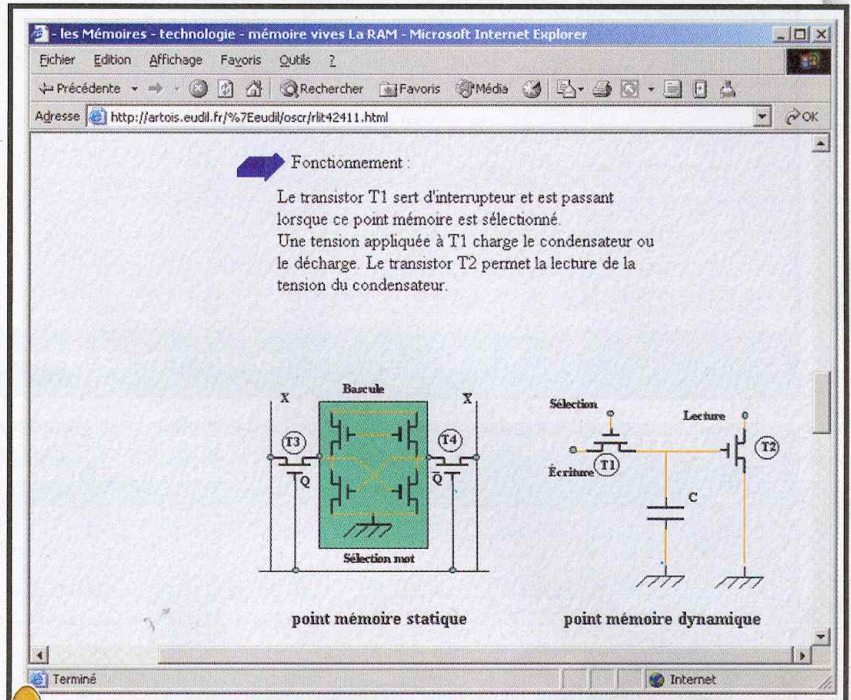 - les Mémoires - technologie - mémoire vives La RAM - Microsoft Internet Explorer
Fichier Edition Affichage Favoris Outils ?
Précédente Rechercher Favoris Média
Adresse http://artois.eudil.fr/%7Eeudil/oscr/rlit42411.html OK
Fonctionnement :
Le transistor T1 sert d'interrupteur et est passant
lorsque ce point mémoire est sélectionné.
Une tension appliquée à T1 charge le condensateur ou
le décharge. Le transistor T2 permet la lecture de la
tension du condensateur.
X Bascule X̅
T3 T4
Q Q̅
Sélection mot
point mémoire statique
Sélection
Lecture
Écriture T1 T2
C
point mémoire dynamique
Terminé Internet